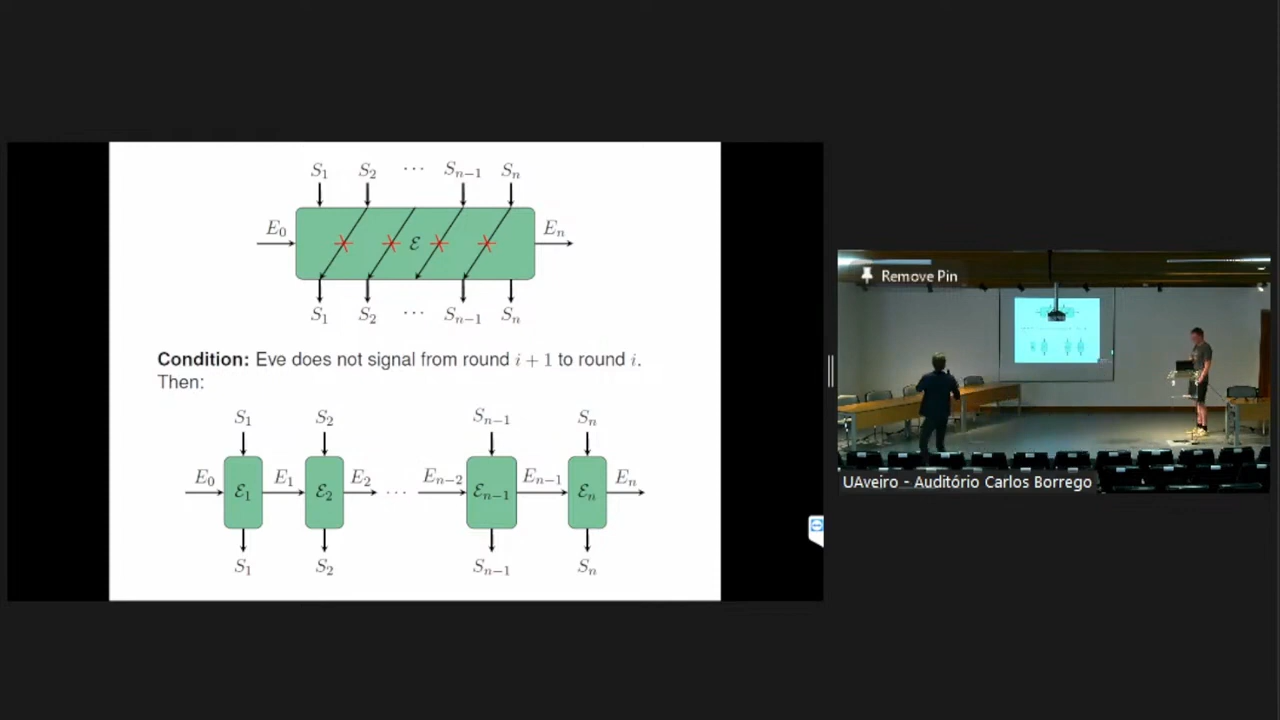 S₁ S₂ ⋯ Sₙ₋₁ Sₙ
E₀ ℰ Eₙ
S₁ S₂ ⋯ Sₙ₋₁ Sₙ
Condition: Eve does not signal from round i + 1 to round i.
Then:
S₁ S₂ Sₙ₋₁ Sₙ
E₀ ℰ₁ E₁ ℰ₂ E₂ ⋯ Eₙ₋₂ ℰₙ₋₁ Eₙ₋₁ ℰₙ Eₙ
S₁ S₂ Sₙ₋₁ Sₙ
Remove Pin
UAveiro - Auditório Carlos Borrego